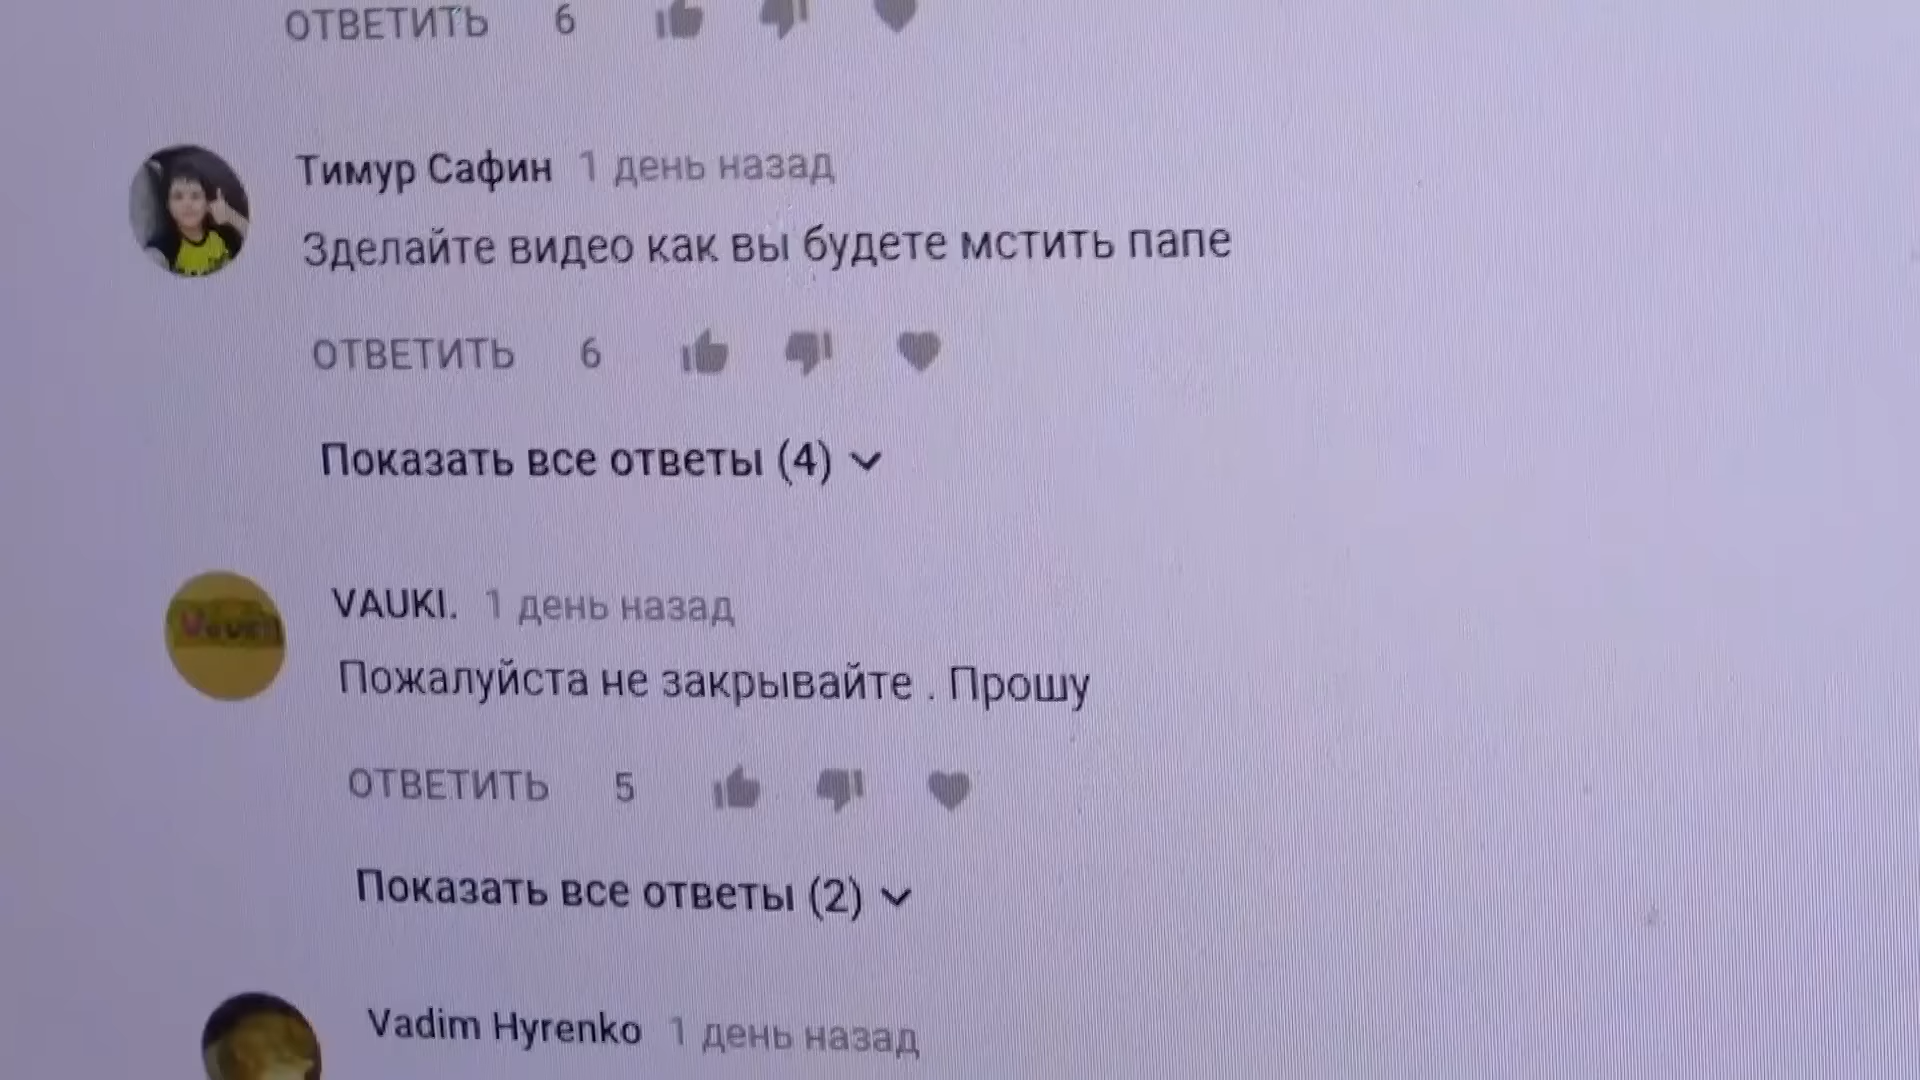 ОТВЕТИТЬ 6
Тимур Сафин 1 день назад
Зделайте видео как вы будете мстить папе
ОТВЕТИТЬ 6
Показать все ответы (4)
VAUKI. 1 день назад
Пожалуйста не закрывайте . Прошу
ОТВЕТИТЬ 5
Показать все ответы (2)
Vadim Hyrenko 1 день назад